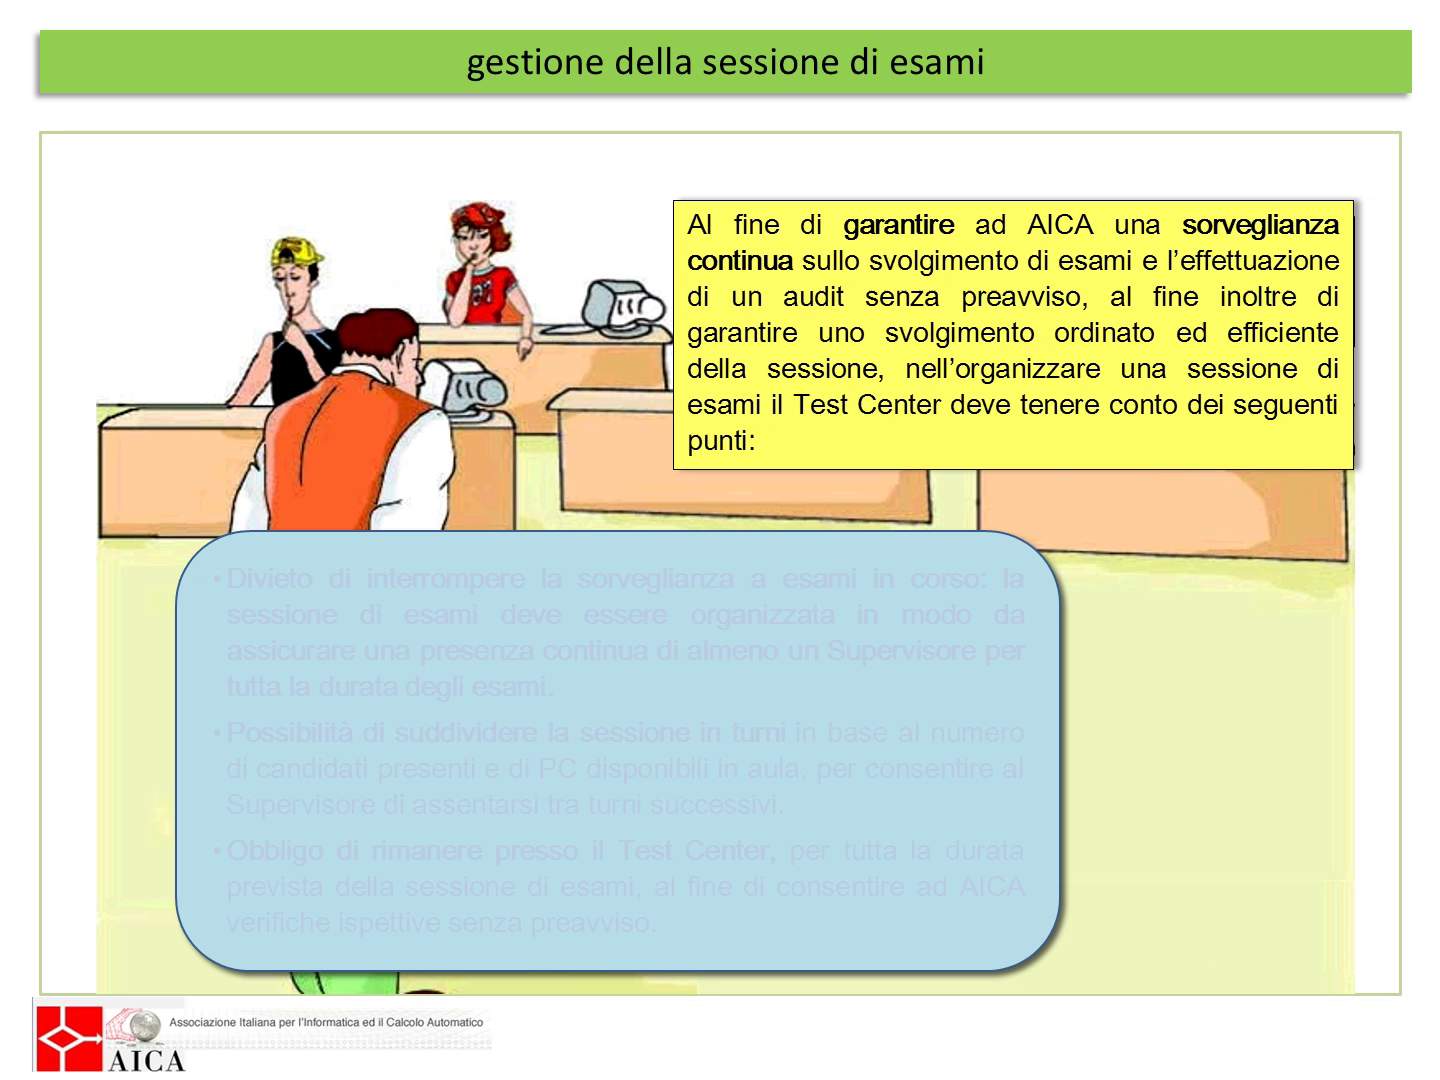 gestione della sessione di esami
Al fine di garantire ad AICA una sorveglianza
continua sullo svolgimento di esami e l’effettuazione
di un audit senza preavviso, al fine inoltre di
garantire uno svolgimento ordinato ed efficiente
della sessione, nell’organizzare una sessione di
esami il Test Center deve tenere conto dei seguenti
punti:
• Divieto di interrompere la sorveglianza a esami in corso: la
sessione di esami deve essere organizzata in modo da
assicurare una presenza continua di almeno un Supervisore per
tutta la durata degli esami.
• Possibilità di suddividere la sessione in turni in base al numero
di candidati presenti e di PC disponibili in aula, per consentire al
Supervisore di assentarsi tra turni successivi.
• Obbligo di rimanere presso il Test Center, per tutta la durata
prevista della sessione di esami, al fine di consentire ad AICA
verifiche ispettive senza preavviso.
Associazione Italiana per l'Informatica ed il Calcolo Automatico
AICA